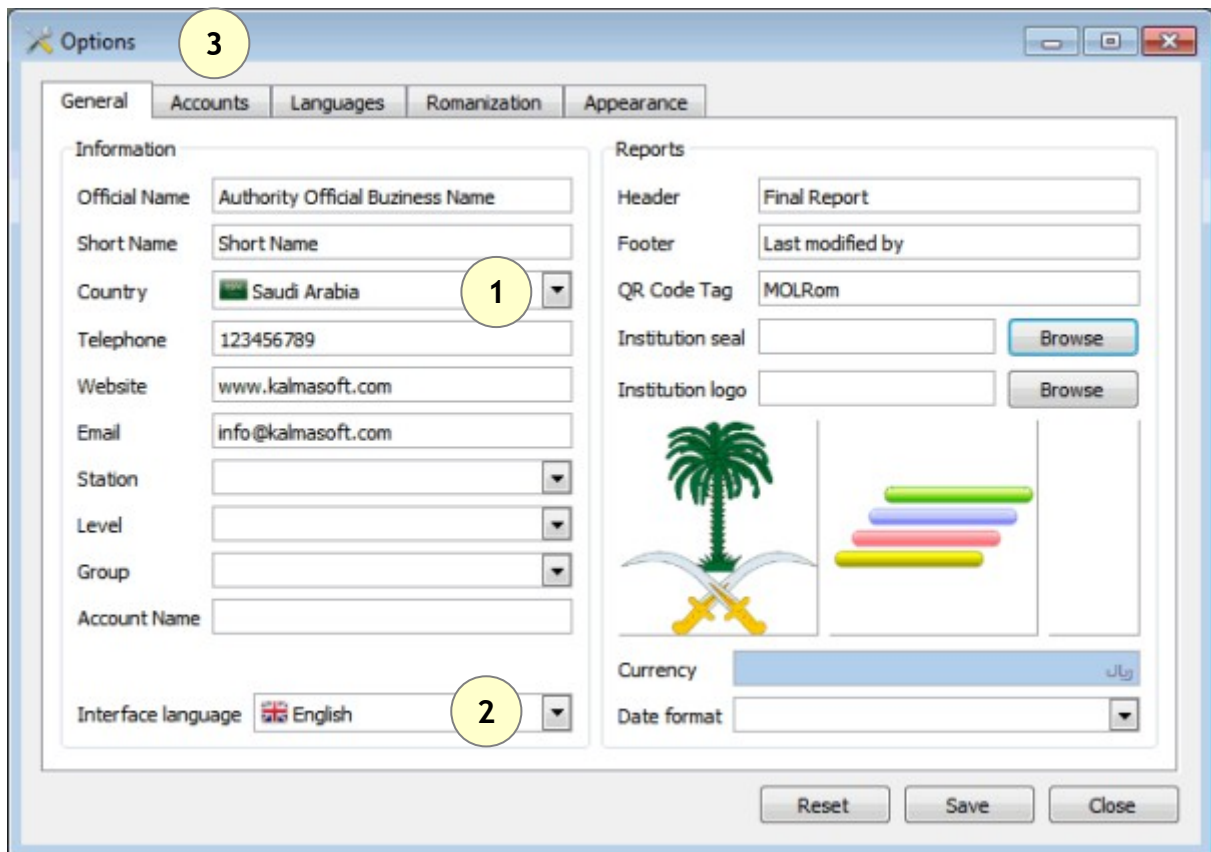 Options
3
General Accounts Languages Romanization Appearance
Information
Official Name Authority Official Buziness Name
Short Name Short Name
Country Saudi Arabia 1
Telephone 123456789
Website www.kalmasoft.com
Email info@kalmasoft.com
Station
Level
Group
Account Name
Interface language English 2
Reports
Header Final Report
Footer Last modified by
QR Code Tag MOLRom
Institution seal Browse
Institution logo Browse
Currency ريال
Date format
Reset Save Close